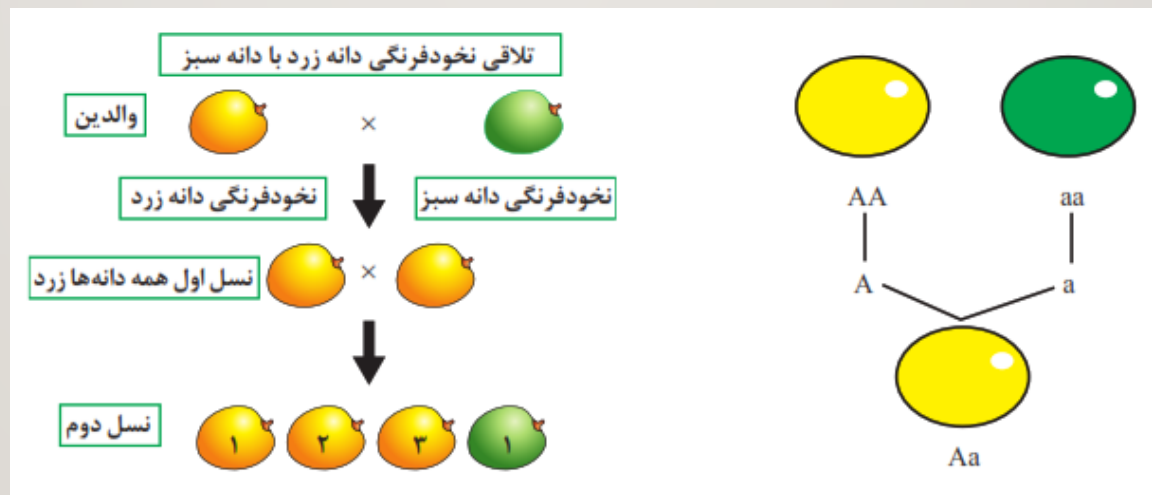 تلاقی نخودفرنگی دانه زرد با دانه سبز
والدین
×
نخودفرنگی دانه زرد
نخودفرنگی دانه سبز
نسل اول همه دانه‌ها زرد
×
نسل دوم
۱ ۲ ۳ ۱
AA aa
A a
Aa